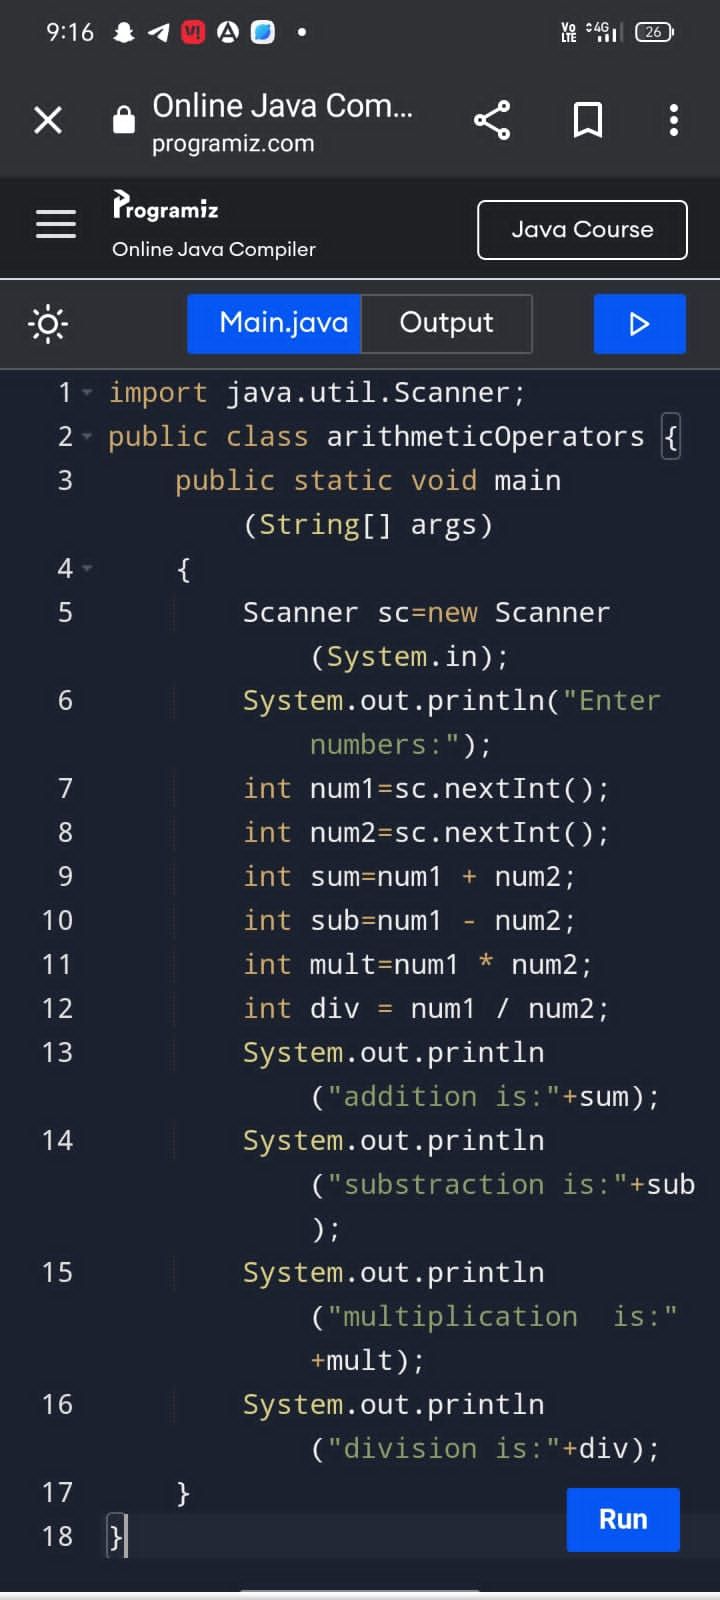 9:16 V! A Vo LTE 4G 26
Online Java Com...
programiz.com
Programiz
Online Java Compiler
Java Course
Main.java Output
1 import java.util.Scanner;
2 public class arithmeticOperators {
3 public static void main
(String[] args)
4 {
5 Scanner sc=new Scanner
(System.in);
6 System.out.println("Enter
numbers:");
7 int num1=sc.nextInt();
8 int num2=sc.nextInt();
9 int sum=num1 + num2;
10 int sub=num1 - num2;
11 int mult=num1 * num2;
12 int div = num1 / num2;
13 System.out.println
("addition is:"+sum);
14 System.out.println
("substraction is:"+sub
);
15 System.out.println
("multiplication  is:"
+mult);
16 System.out.println
("division is:"+div);
17 }
18 }
Run